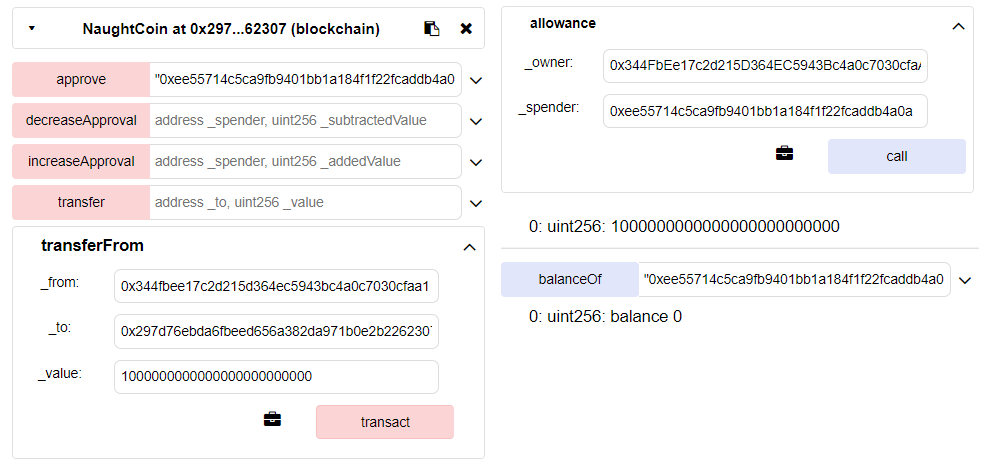 NaughtCoin at 0x297...62307 (blockchain)
approve "0xee55714c5ca9fb9401bb1a184f1f22fcaddb4a0
decreaseApproval address _spender, uint256 _subtractedValue
increaseApproval address _spender, uint256 _addedValue
transfer address _to, uint256 _value
transferFrom
_from: 0x344fbee17c2d215d364ec5943bc4a0c7030cfaa1
_to: 0x297d76ebda6fbeed656a382da971b0e2b2262307
_value: 1000000000000000000000000
transact
allowance
_owner: 0x344FbEe17c2d215D364EC5943Bc4a0c7030cfaA
_spender: 0xee55714c5ca9fb9401bb1a184f1f22fcaddb4a0a
call
0: uint256: 1000000000000000000000000
balanceOf "0xee55714c5ca9fb9401bb1a184f1f22fcaddb4a0
0: uint256: balance 0